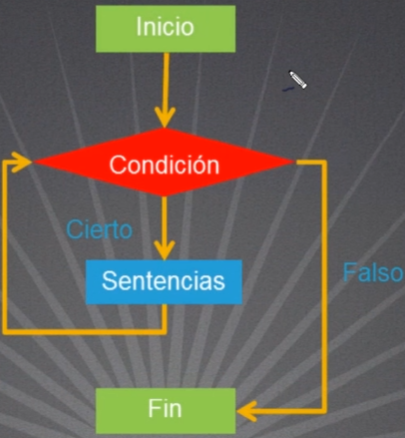 Inicio
Condición
Cierto
Sentencias
Falso
Fin